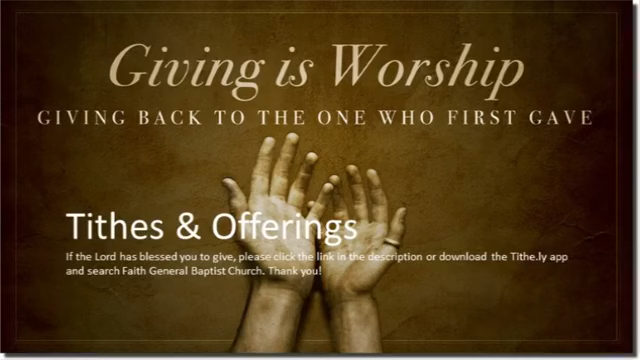 Giving is Worship
GIVING BACK TO THE ONE WHO FIRST GAVE
Tithes & Offerings
If the Lord has blessed you to give, please click the link in the description or download the Tithe.ly app
and search Faith General Baptist Church. Thank you!